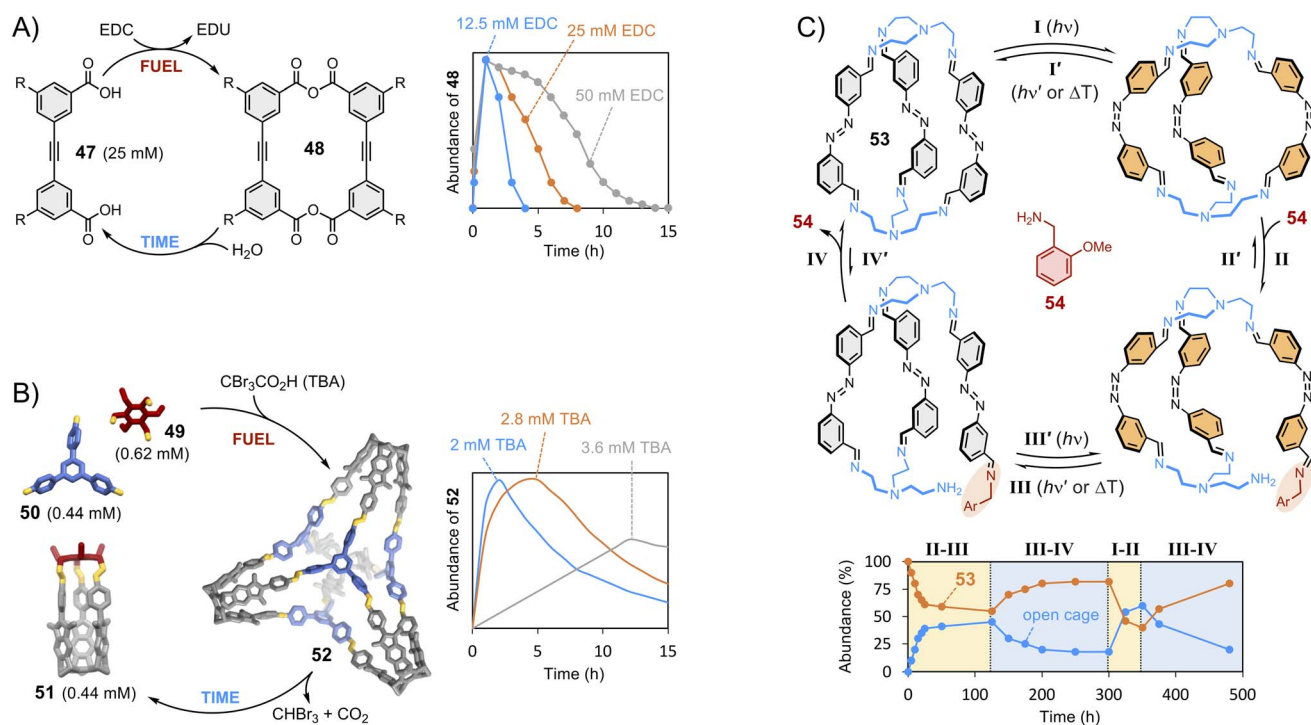 A)
EDC
EDU
FUEL
R
O
OH
47 (25 mM)
OH
R
O
TIME
H2O
R
O
O
O
R
48
R
O
O
O
R
12.5 mM EDC
25 mM EDC
50 mM EDC
Abundance of 48
0
5
10
15
Time (h)
B)
CBr3CO2H (TBA)
FUEL
49
(0.62 mM)
50 (0.44 mM)
51 (0.44 mM)
52
TIME
CHBr3 + CO2
2.8 mM TBA
2 mM TBA
3.6 mM TBA
Abundance of 52
0
5
10
15
Time (h)
C)
N
N
N
N
N
N
N
N
N
N
53
N
N
N
N
I (hν)
I′
(hν′ or ΔT)
N
N
N
N
N
N
N
N
N
N
N
N
N
N
54
IV
IV′
H2N
OMe
54
54
II′
II
N
N
N
N
N
N
N
N
N
N
N
N
NH2
N
Ar
III′ (hν)
III (hν′ or ΔT)
N
N
N
N
N
N
N
N
N
N
N
N
NH2
N
Ar
II-III
III-IV
I-II
III-IV
Abundance (%)
100
75
50
25
0
53
open cage
0
100
200
300
400
500
Time (h)